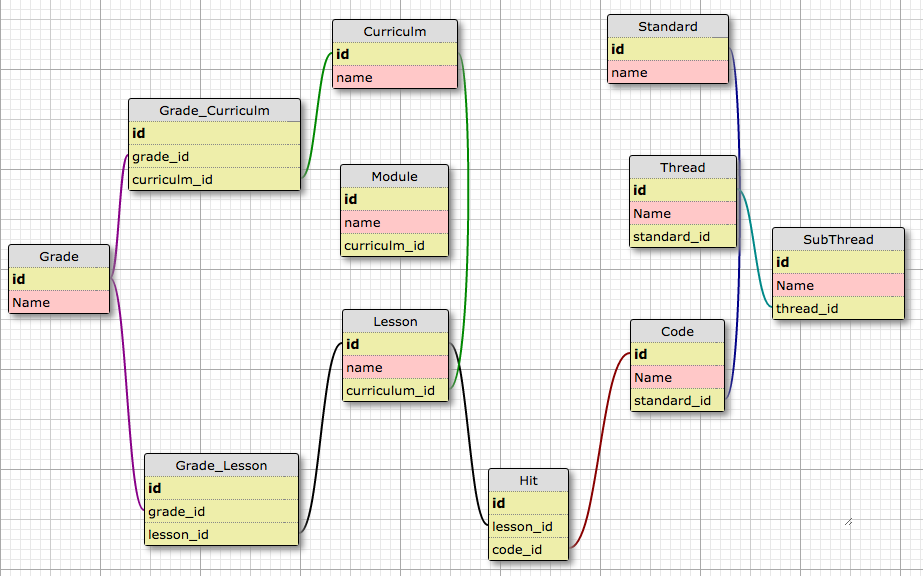 Curriculm
id
name
Standard
id
name
Grade_Curriculm
id
grade_id
curriculm_id
Module
id
name
curriculm_id
Thread
id
Name
standard_id
Grade
id
Name
SubThread
id
Name
thread_id
Lesson
id
name
curriculum_id
Code
id
Name
standard_id
Grade_Lesson
id
grade_id
lesson_id
Hit
id
lesson_id
code_id